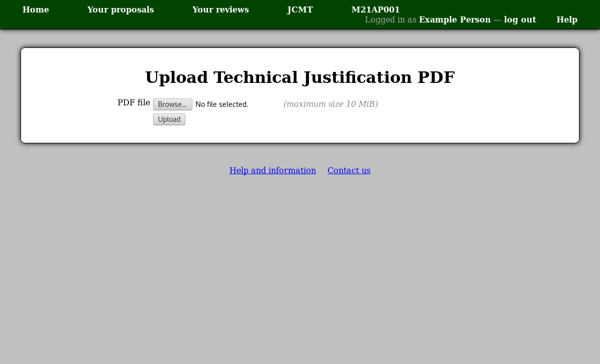 Home Your proposals Your reviews JCMT M21AP001
Logged in as Example Person — log out Help
Upload Technical Justification PDF
PDF file Browse... No file selected. (maximum size 10 MiB)
Upload
Help and information Contact us